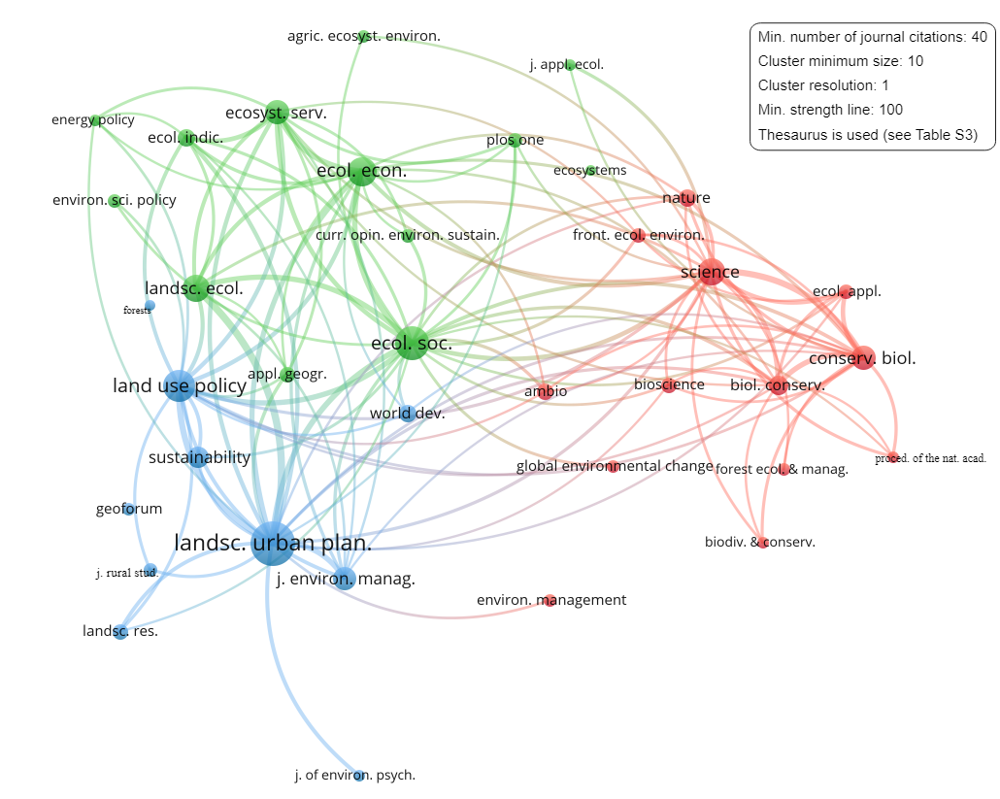 Min. number of journal citations: 40
Cluster minimum size: 10
Cluster resolution: 1
Min. strength line: 100
Thesaurus is used (see Table S3)
agric. ecosyst. environ.
j. appl. ecol.
ecosyst. serv.
energy policy
ecol. indic.
plos one
ecol. econ.
ecosystems
environ. sci. policy
nature
curr. opin. environ. sustain.
front. ecol. environ.
science
landsc. ecol.
ecol. appl.
forests
ecol. soc.
conserv. biol.
appl. geogr.
land use policy
bioscience
biol. conserv.
ambio
world dev.
sustainability
proced. of the nat. acad.
global environmental change
forest ecol. & manag.
geoforum
landsc. urban plan.
biodiv. & conserv.
j. rural stud.
j. environ. manag.
environ. management
landsc. res.
j. of environ. psych.